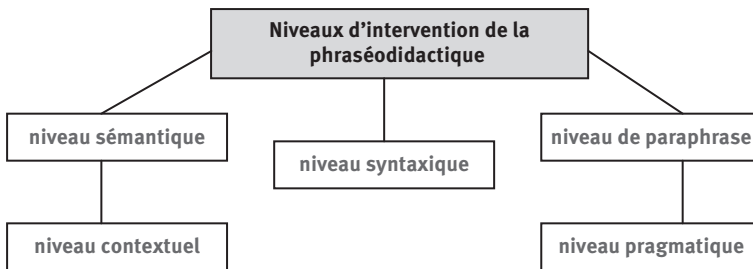 Niveaux d’intervention de la
phraséodidactique
niveau sémantique
niveau syntaxique
niveau de paraphrase
niveau contextuel
niveau pragmatique